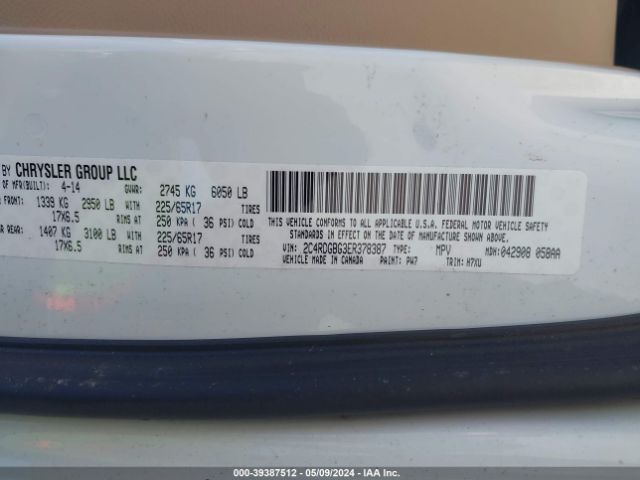 BY CHRYSLER GROUP LLC
OF MFR(BUILT): 4-14 GVWR: 2745 KG 6050 LB
FRONT: 1339 KG 2950 LB WITH 225/65R17 TIRES
17X6.5 RIMS AT 250 KPA ( 36 PSI) COLD
REAR: 1407 KG 3100 LB WITH 225/65R17 TIRES
17X6.5 RIMS AT 250 KPA ( 36 PSI) COLD
THIS VEHICLE CONFORMS TO ALL APPLICABLE U.S.A. FEDERAL MOTOR VEHICLE SAFETY
STANDARDS IN EFFECT ON THE DATE OF MANUFACTURE SHOWN ABOVE.
VIN: 2C4RDGBG3ER378387 TYPE: MPV MDH: 042908 05BAA
VEHICLE MADE IN CANADA PAINT: PW7 TRIM: H7XU
000-39387512 - 05/09/2024 - IAA Inc.